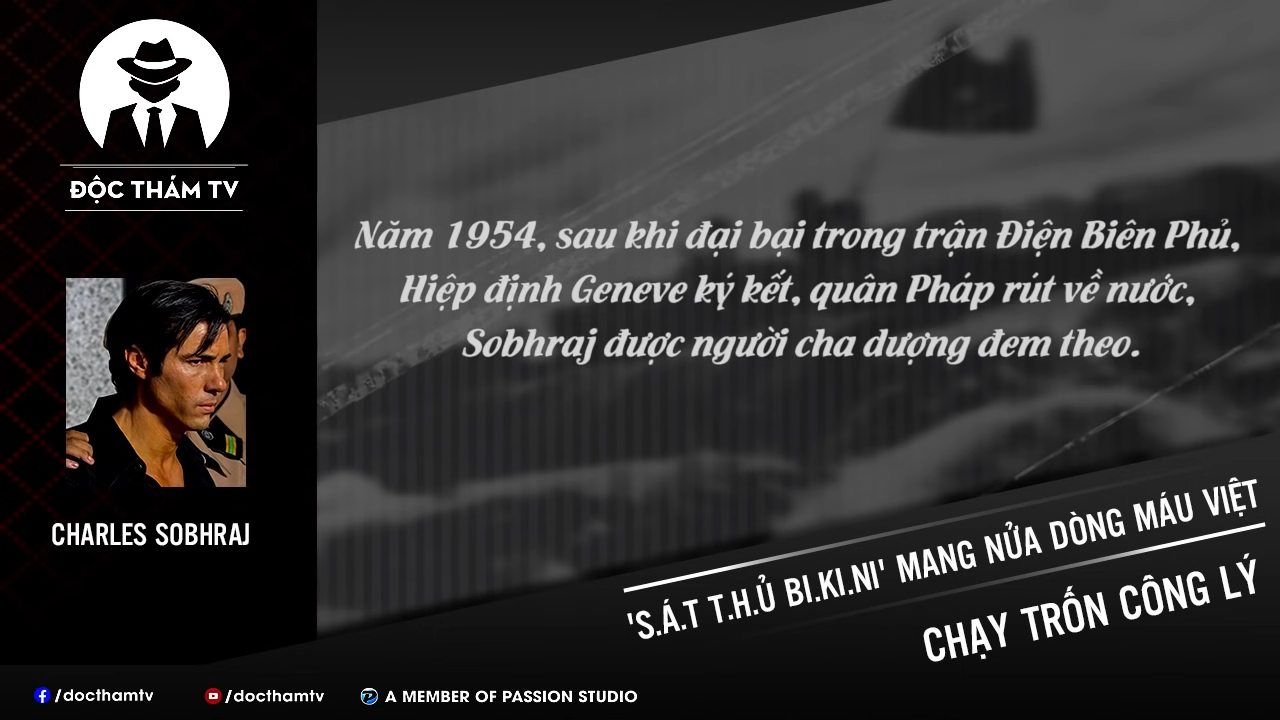 ĐỘC THÁM TV
Năm 1954, sau khi đại bại trong trận Điện Biên Phủ,
Hiệp định Geneve ký kết, quân Pháp rút về nước,
Sobhraj được người cha dượng đem theo.
CHARLES SOBHRAJ
'S.Á.T T.H.Ủ BI.KI.NI' MANG NỬA DÒNG MÁU VIỆT
CHẠY TRỐN CÔNG LÝ
/docthamtv
/docthamtv
A MEMBER OF PASSION STUDIO